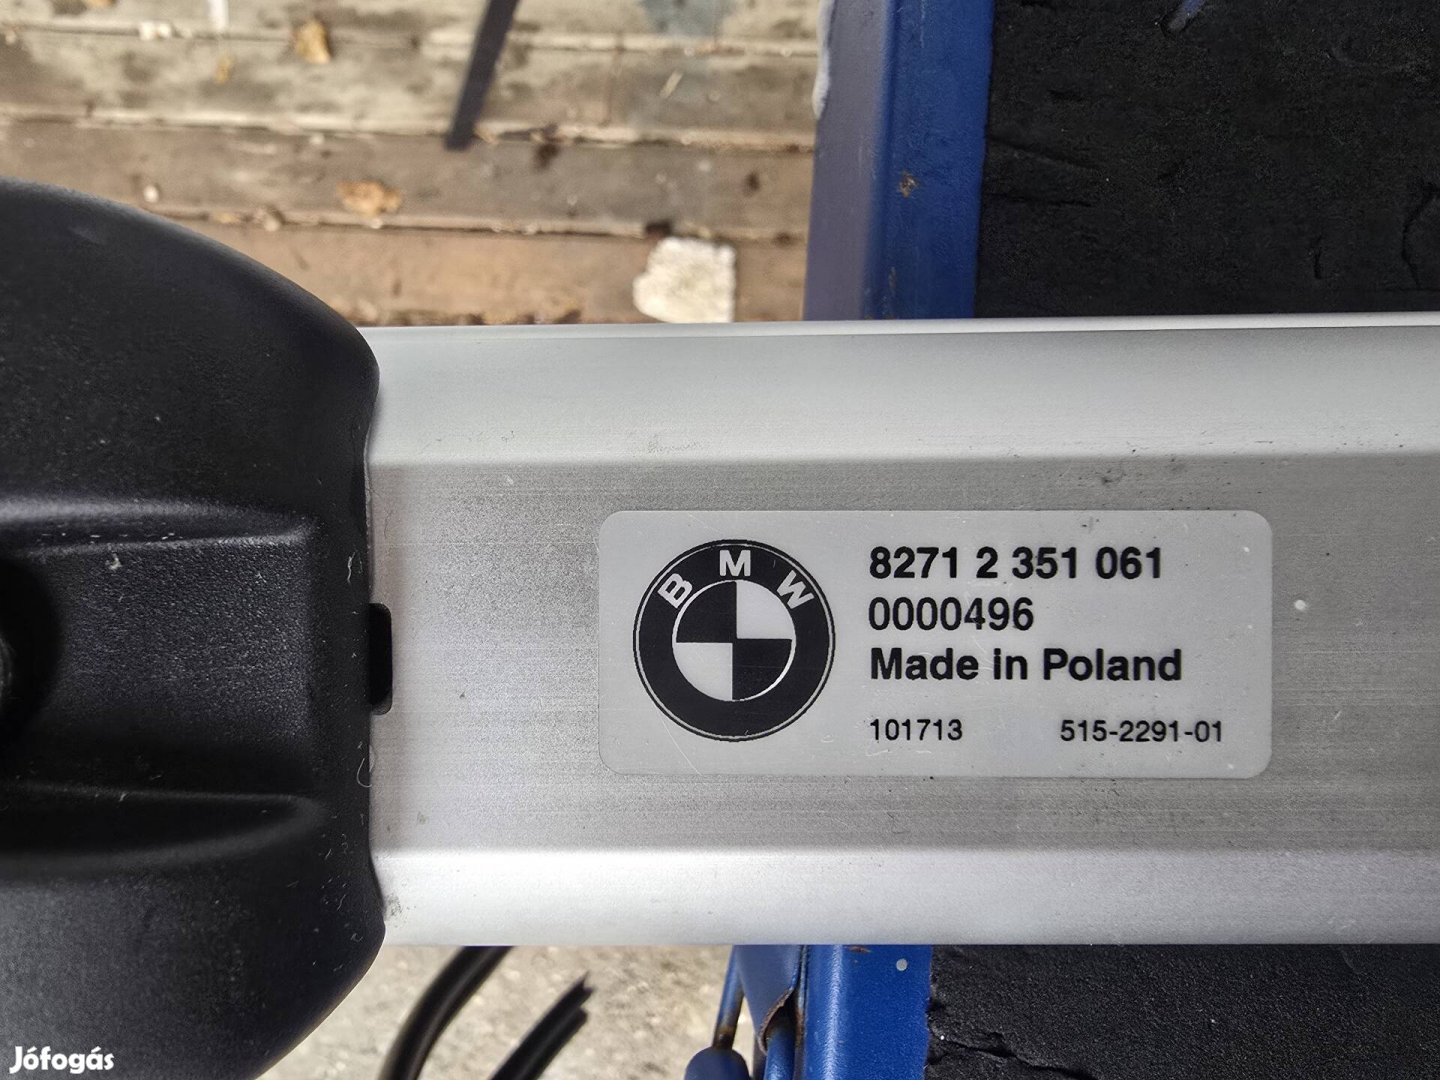 BMW
8271 2 351 061
0000496
Made in Poland
101713 515-2291-01
Jófogás